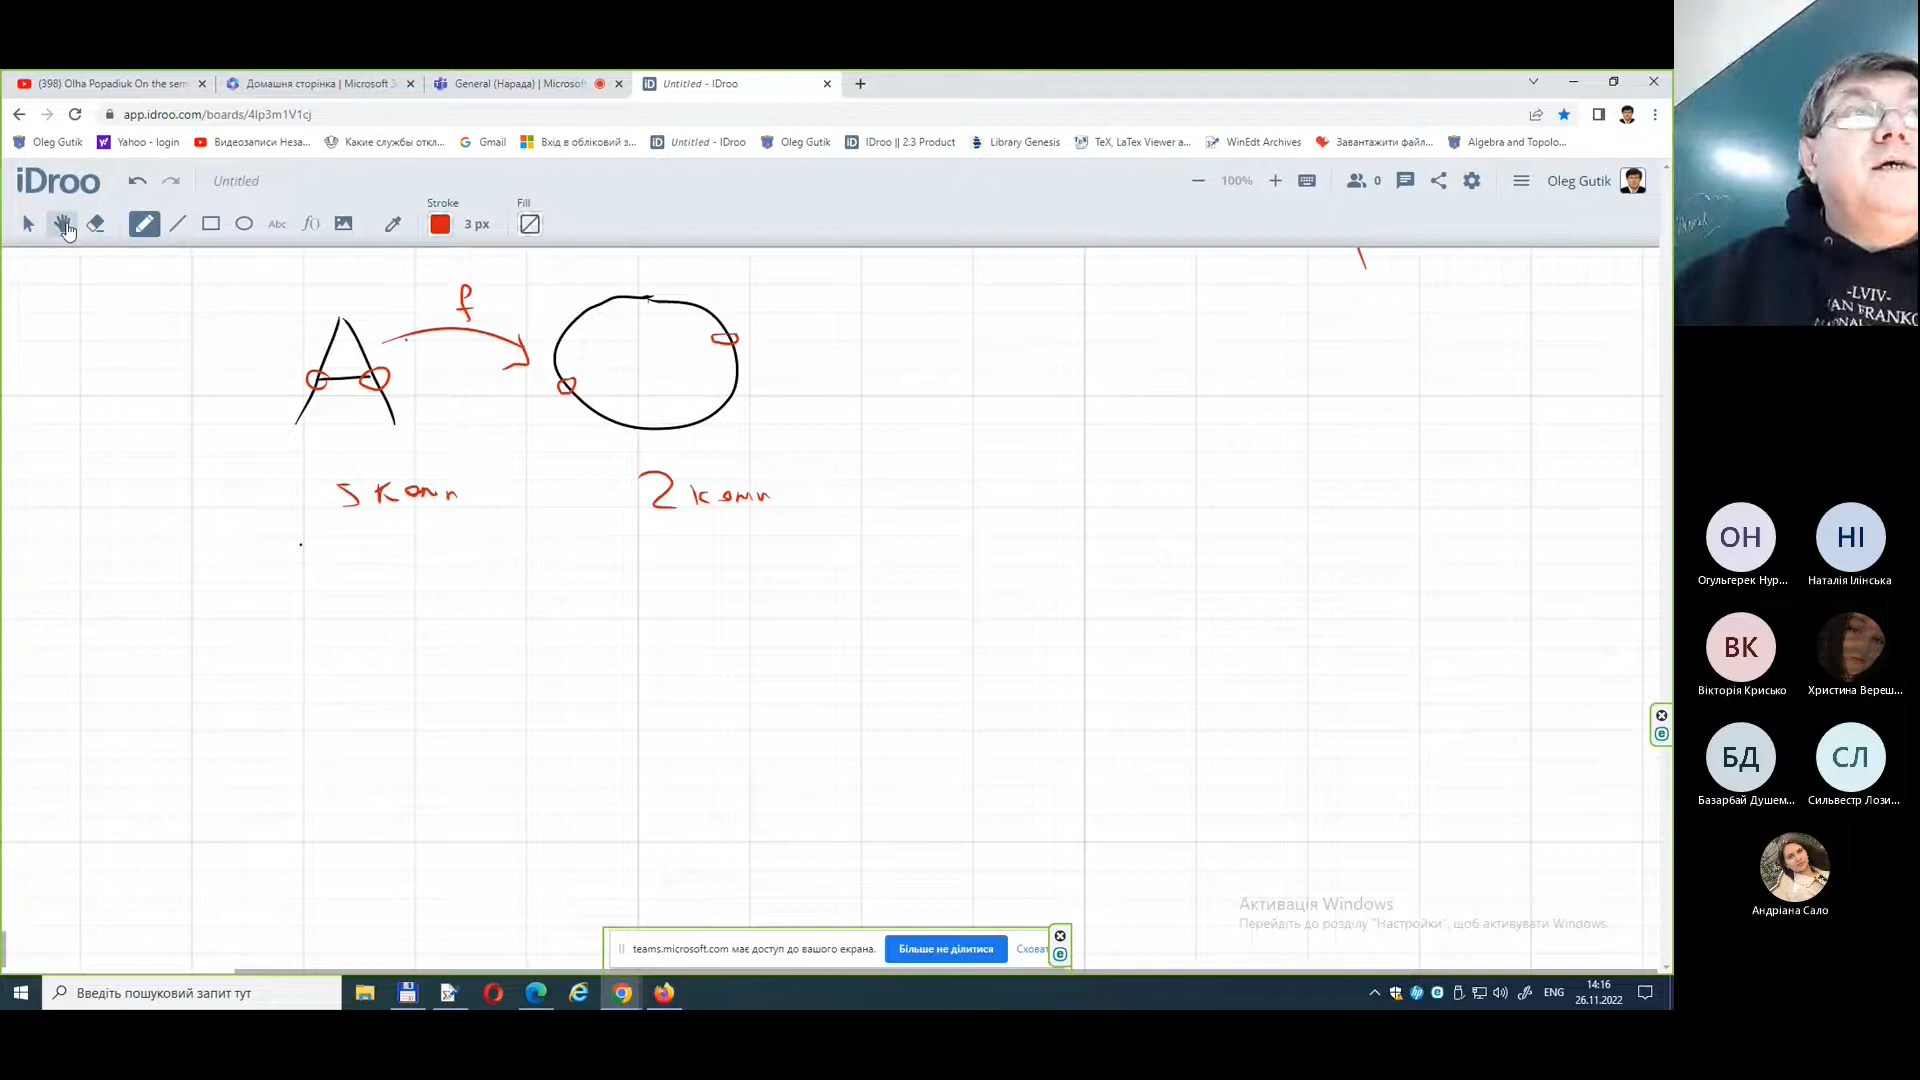 (398) Olha Popadiuk On the sem
Домашня сторінка | Microsoft 3
General (Нарада) | Microsoft
Untitled - IDroo
app.idroo.com/boards/4lp3m1V1cj
Oleg Gutik
Yahoo - login
Видеозаписи Неза...
Какие службы откл...
Gmail
Вхід в обліковий з...
Untitled - IDroo
Oleg Gutik
IDroo || 2.3 Product
Library Genesis
TeX, LaTex Viewer a...
WinEdt Archives
Завантажити файл...
Algebra and Topolo...
iDroo
Untitled
100%
0
Oleg Gutik
Stroke
Fill
Abc
f()
3 px
-LVIV-
IVAN FRANKO
f
A
5 комп
2 комп
ОН
НІ
Огульгерек Нур...
Наталія Ілінська
ВК
Вікторія Крисько
Христина Вереш...
БД
СЛ
Базарбай Душем...
Сильвестр Лози...
Андріана Сало
Активація Windows
Перейдіть до розділу "Настройки", щоб активувати Windows.
teams.microsoft.com має доступ до вашого екрана.
Більше не ділитися
Сховат
Введіть пошуковий запит тут
ENG
14:16
26.11.2022